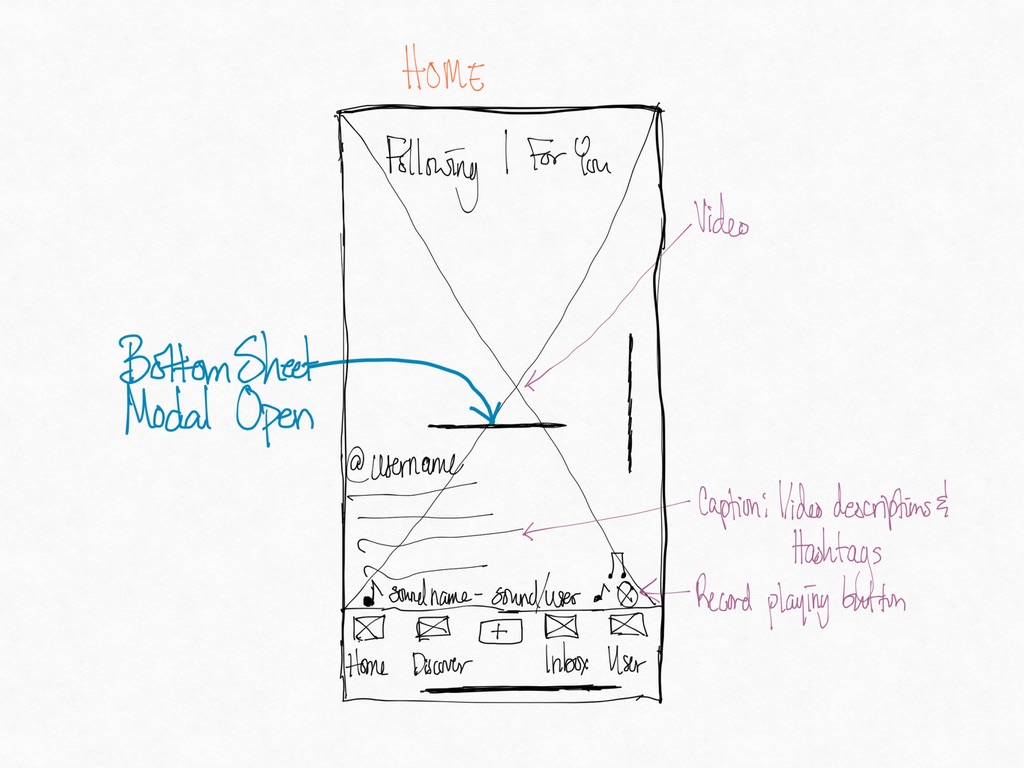 HOME
Following | For You
Video
Bottom Sheet
Modal Open
@username
Caption: Video descriptions &
Hashtags
sound name - sound/user
Record playing button
Home Discover + Inbox User